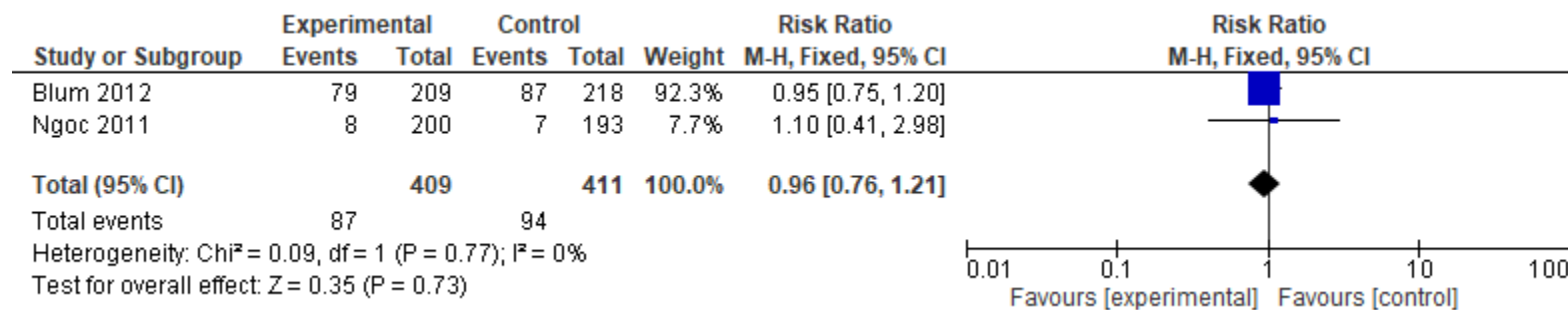 Experimental Control Risk Ratio Risk Ratio
Study or Subgroup Events Total Events Total Weight M-H, Fixed, 95% CI M-H, Fixed, 95% CI
Blum 2012 79 209 87 218 92.3% 0.95 [0.75, 1.20]
Ngoc 2011 8 200 7 193 7.7% 1.10 [0.41, 2.98]
Total (95% CI) 409 411 100.0% 0.96 [0.76, 1.21]
Total events 87 94
Heterogeneity: Chi² = 0.09, df = 1 (P = 0.77); I² = 0%
Test for overall effect: Z = 0.35 (P = 0.73)
0.01 0.1 1 10 100
Favours [experimental] Favours [control]